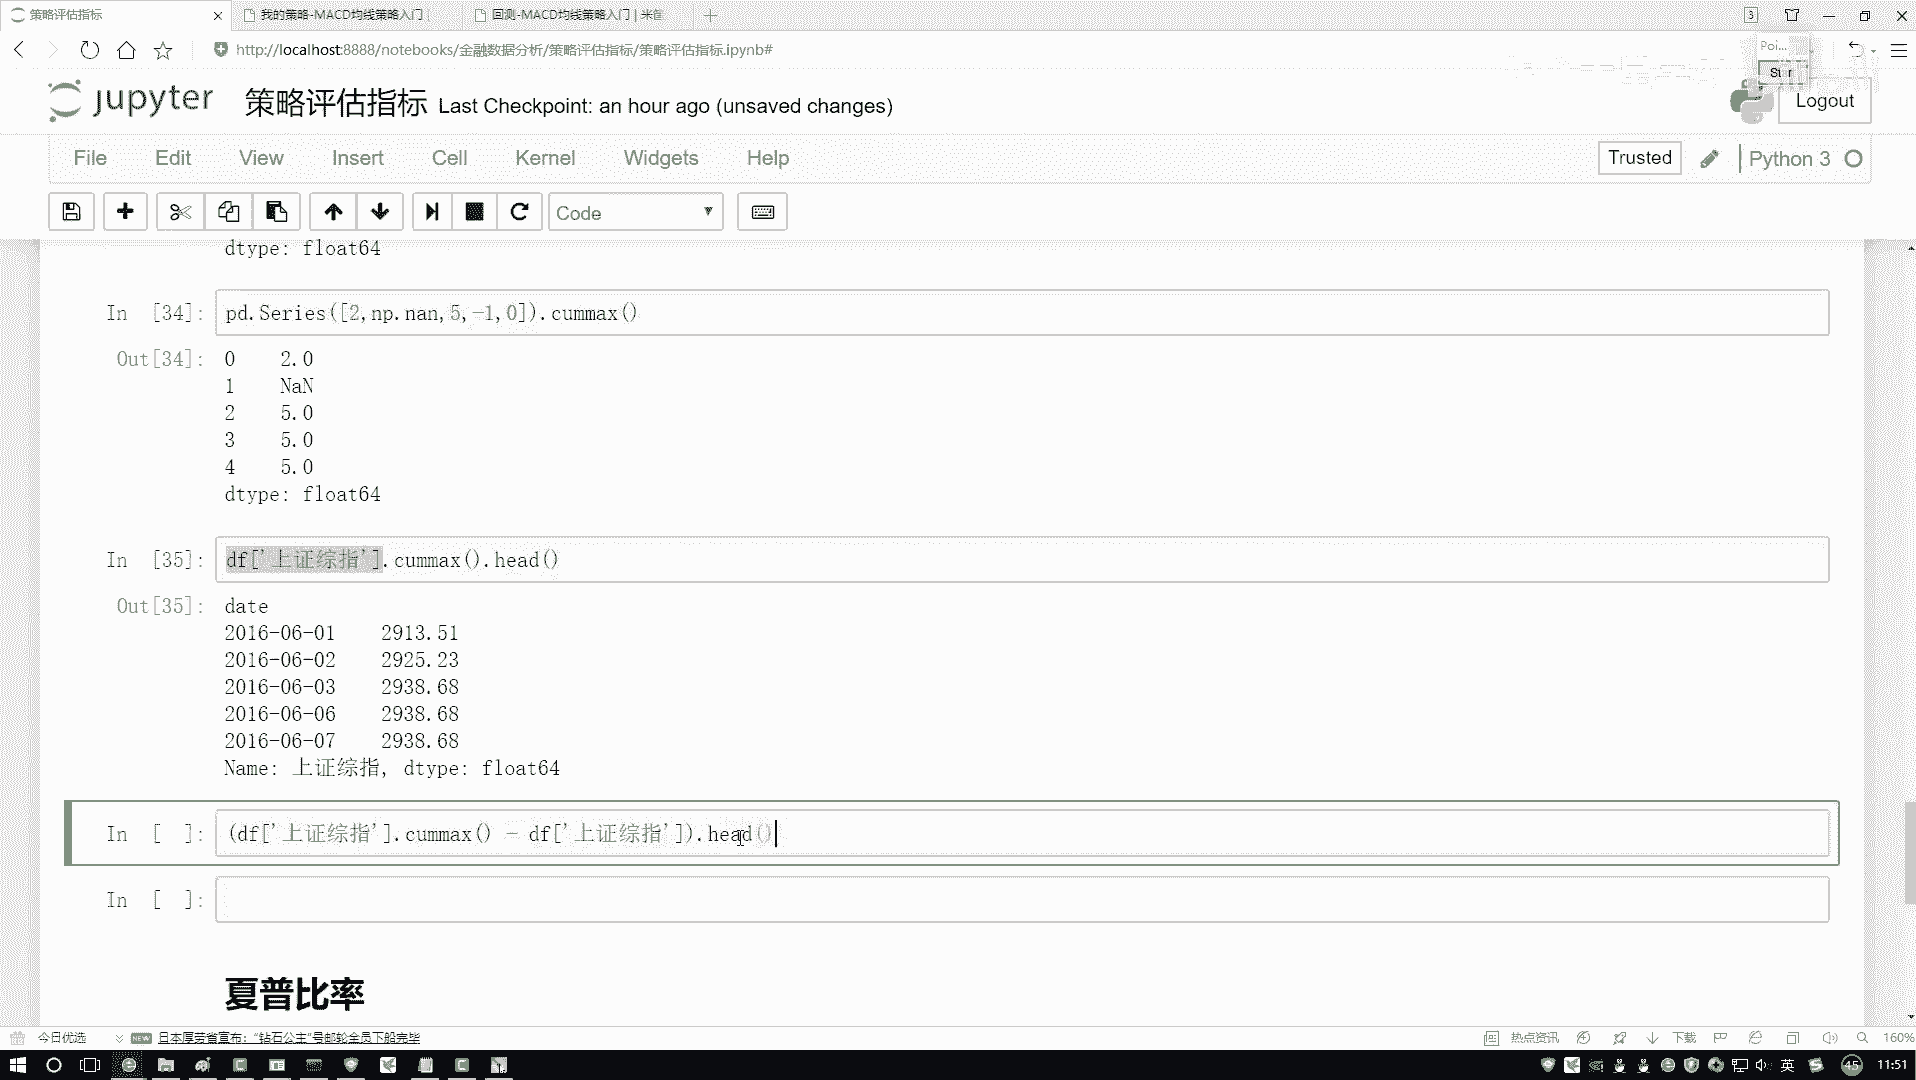 策略评估指标
我的策略-MACD均线策略入门
回测-MACD均线策略入门 | 米筐
3
http://localhost:8888/notebooks/金融数据分析/策略评估指标/策略评估指标.ipynb#
Poi...
jupyter 策略评估指标 Last Checkpoint: an hour ago (unsaved changes)
Logout
File Edit View Insert Cell Kernel Widgets Help
Trusted Python 3
Code
dtype: float64
In [34]: pd.Series([2,np.nan,5,-1,0]).cummax()
Out[34]: 0 2.0
1 NaN
2 5.0
3 5.0
4 5.0
dtype: float64
In [35]: df['上证综指'].cummax().head()
Out[35]: date
2016-06-01 2913.51
2016-06-02 2925.23
2016-06-03 2938.68
2016-06-06 2938.68
2016-06-07 2938.68
Name: 上证综指, dtype: float64
In [ ]: (df['上证综指'].cummax() - df['上证综指']).head()
In [ ]:
夏普比率
今日优选 NEW 日本厚劳省宣布：“钻石公主”号邮轮全员下船完毕
热点资讯 下载 160%
英 45 11:51